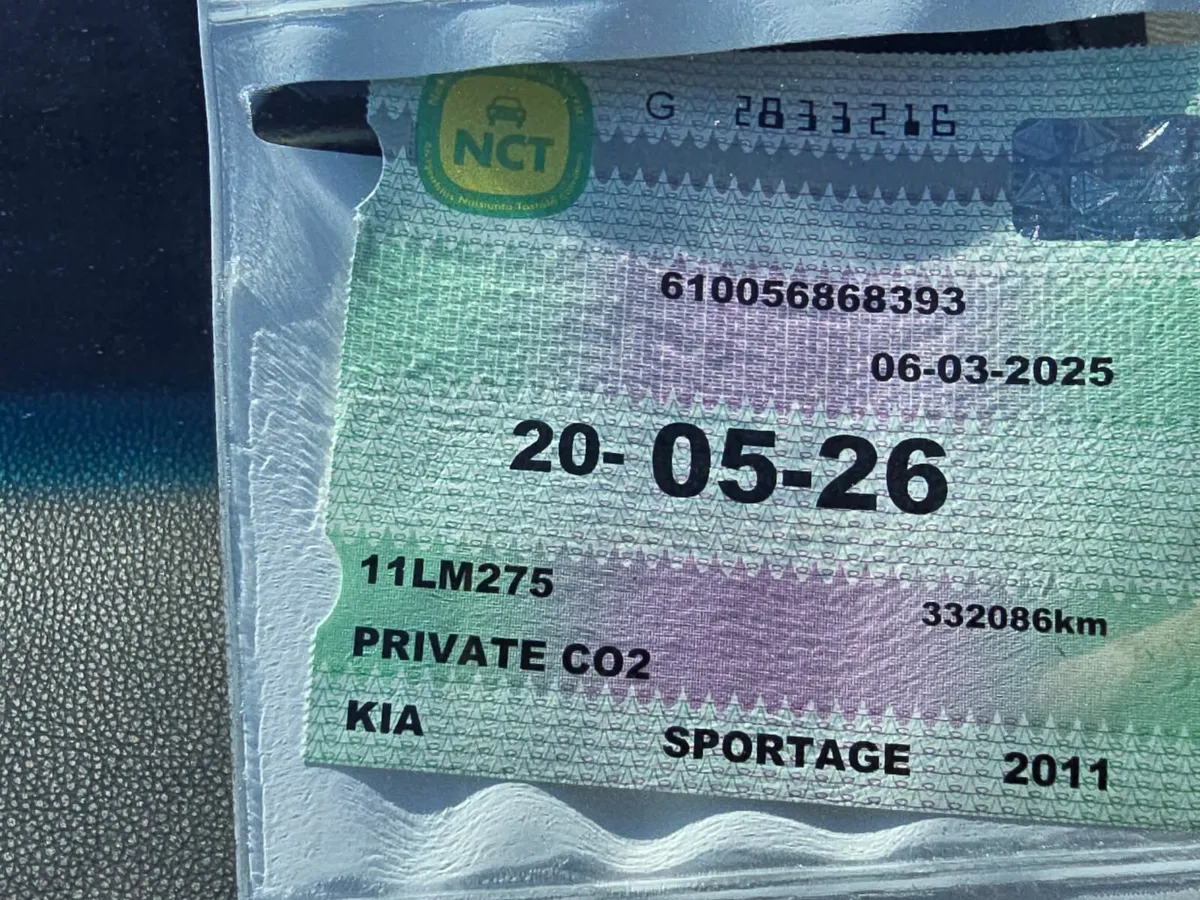 NCT
G 2833216
610056868393
06-03-2025
20-05-26
11LM275
332086km
PRIVATE CO2
KIA SPORTAGE 2011